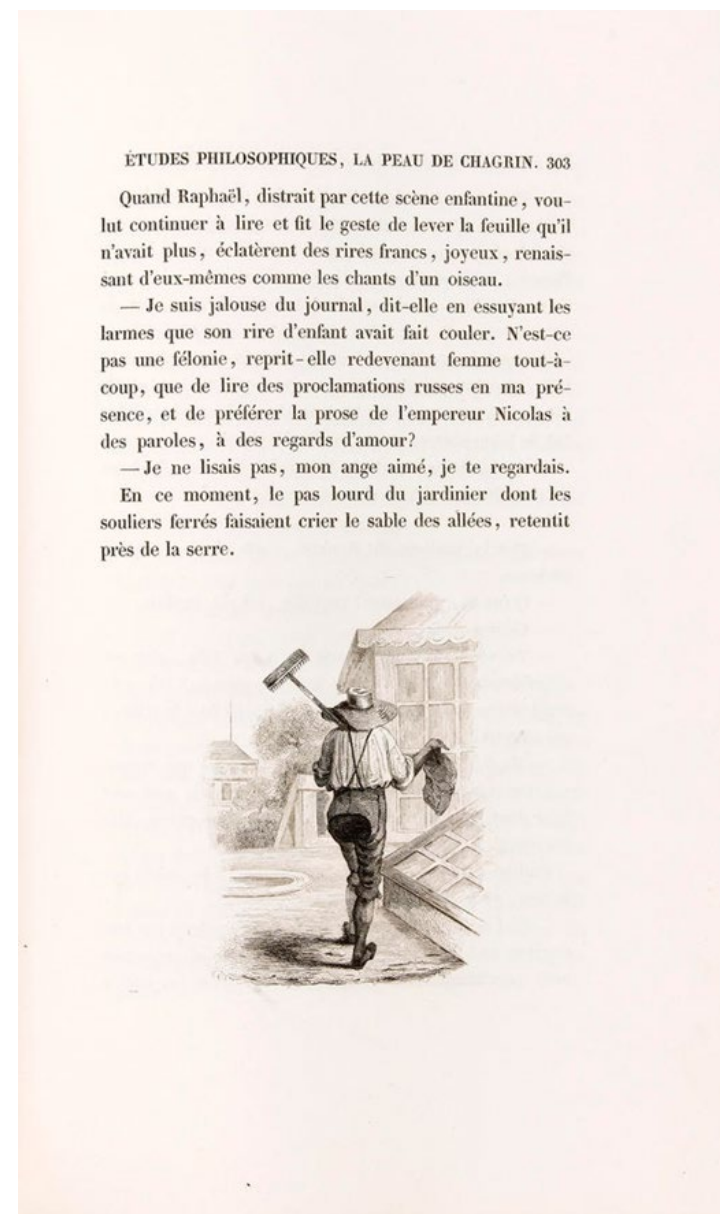 ÉTUDES PHILOSOPHIQUES, LA PEAU DE CHAGRIN. 303
Quand Raphaël, distrait par cette scène enfantine, vou-
lut continuer à lire et fit le geste de lever la feuille qu'il
n'avait plus, éclatèrent des rires francs, joyeux, renais-
sant d'eux-mêmes comme les chants d'un oiseau.
— Je suis jalouse du journal, dit-elle en essuyant les
larmes que son rire d'enfant avait fait couler. N'est-ce
pas une félonie, reprit-elle redevenant femme tout-à-
coup, que de lire des proclamations russes en ma pré-
sence, et de préférer la prose de l'empereur Nicolas à
des paroles, à des regards d'amour?
— Je ne lisais pas, mon ange aimé, je te regardais.
En ce moment, le pas lourd du jardinier dont les
souliers ferrés faisaient crier le sable des allées, retentit
près de la serre.